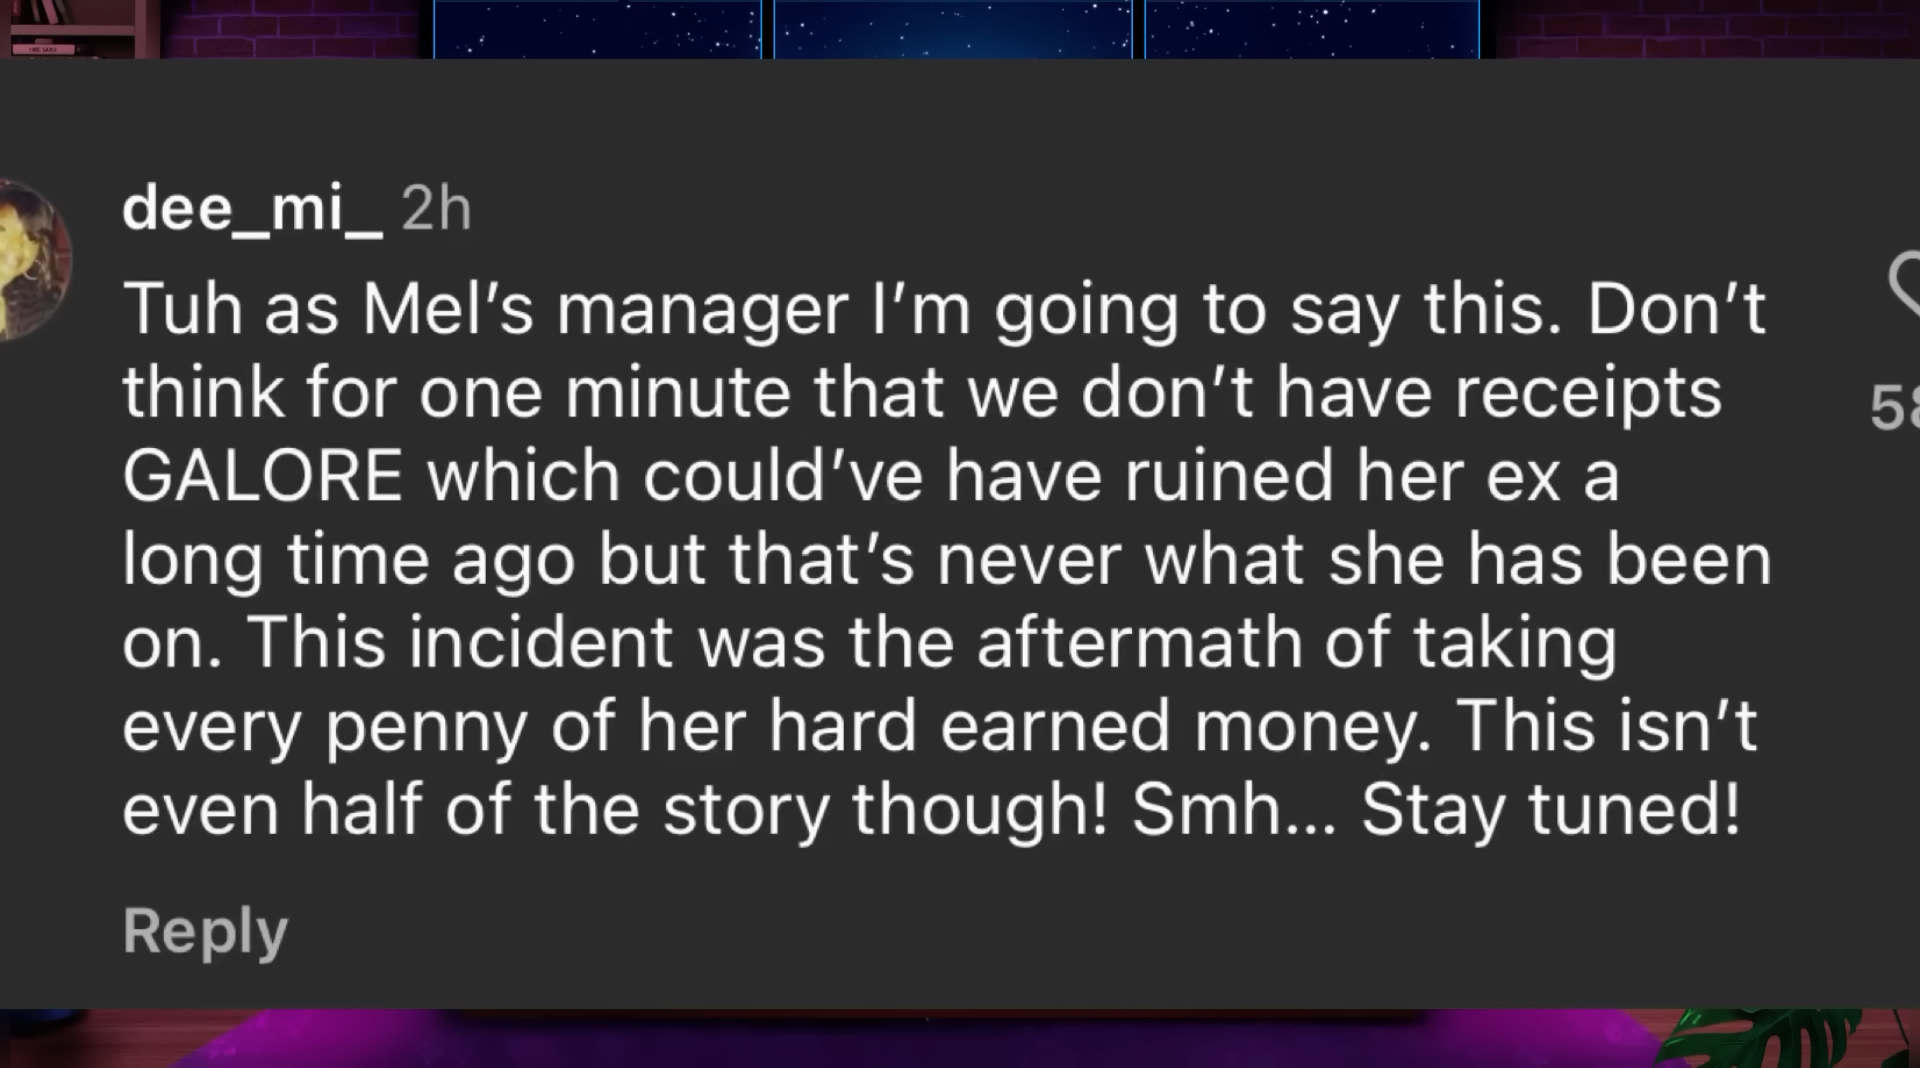 dee_mi_ 2h
Tuh as Mel's manager I'm going to say this. Don't
think for one minute that we don't have receipts
GALORE which could've have ruined her ex a
long time ago but that's never what she has been
on. This incident was the aftermath of taking
every penny of her hard earned money. This isn't
even half of the story though! Smh... Stay tuned!
Reply